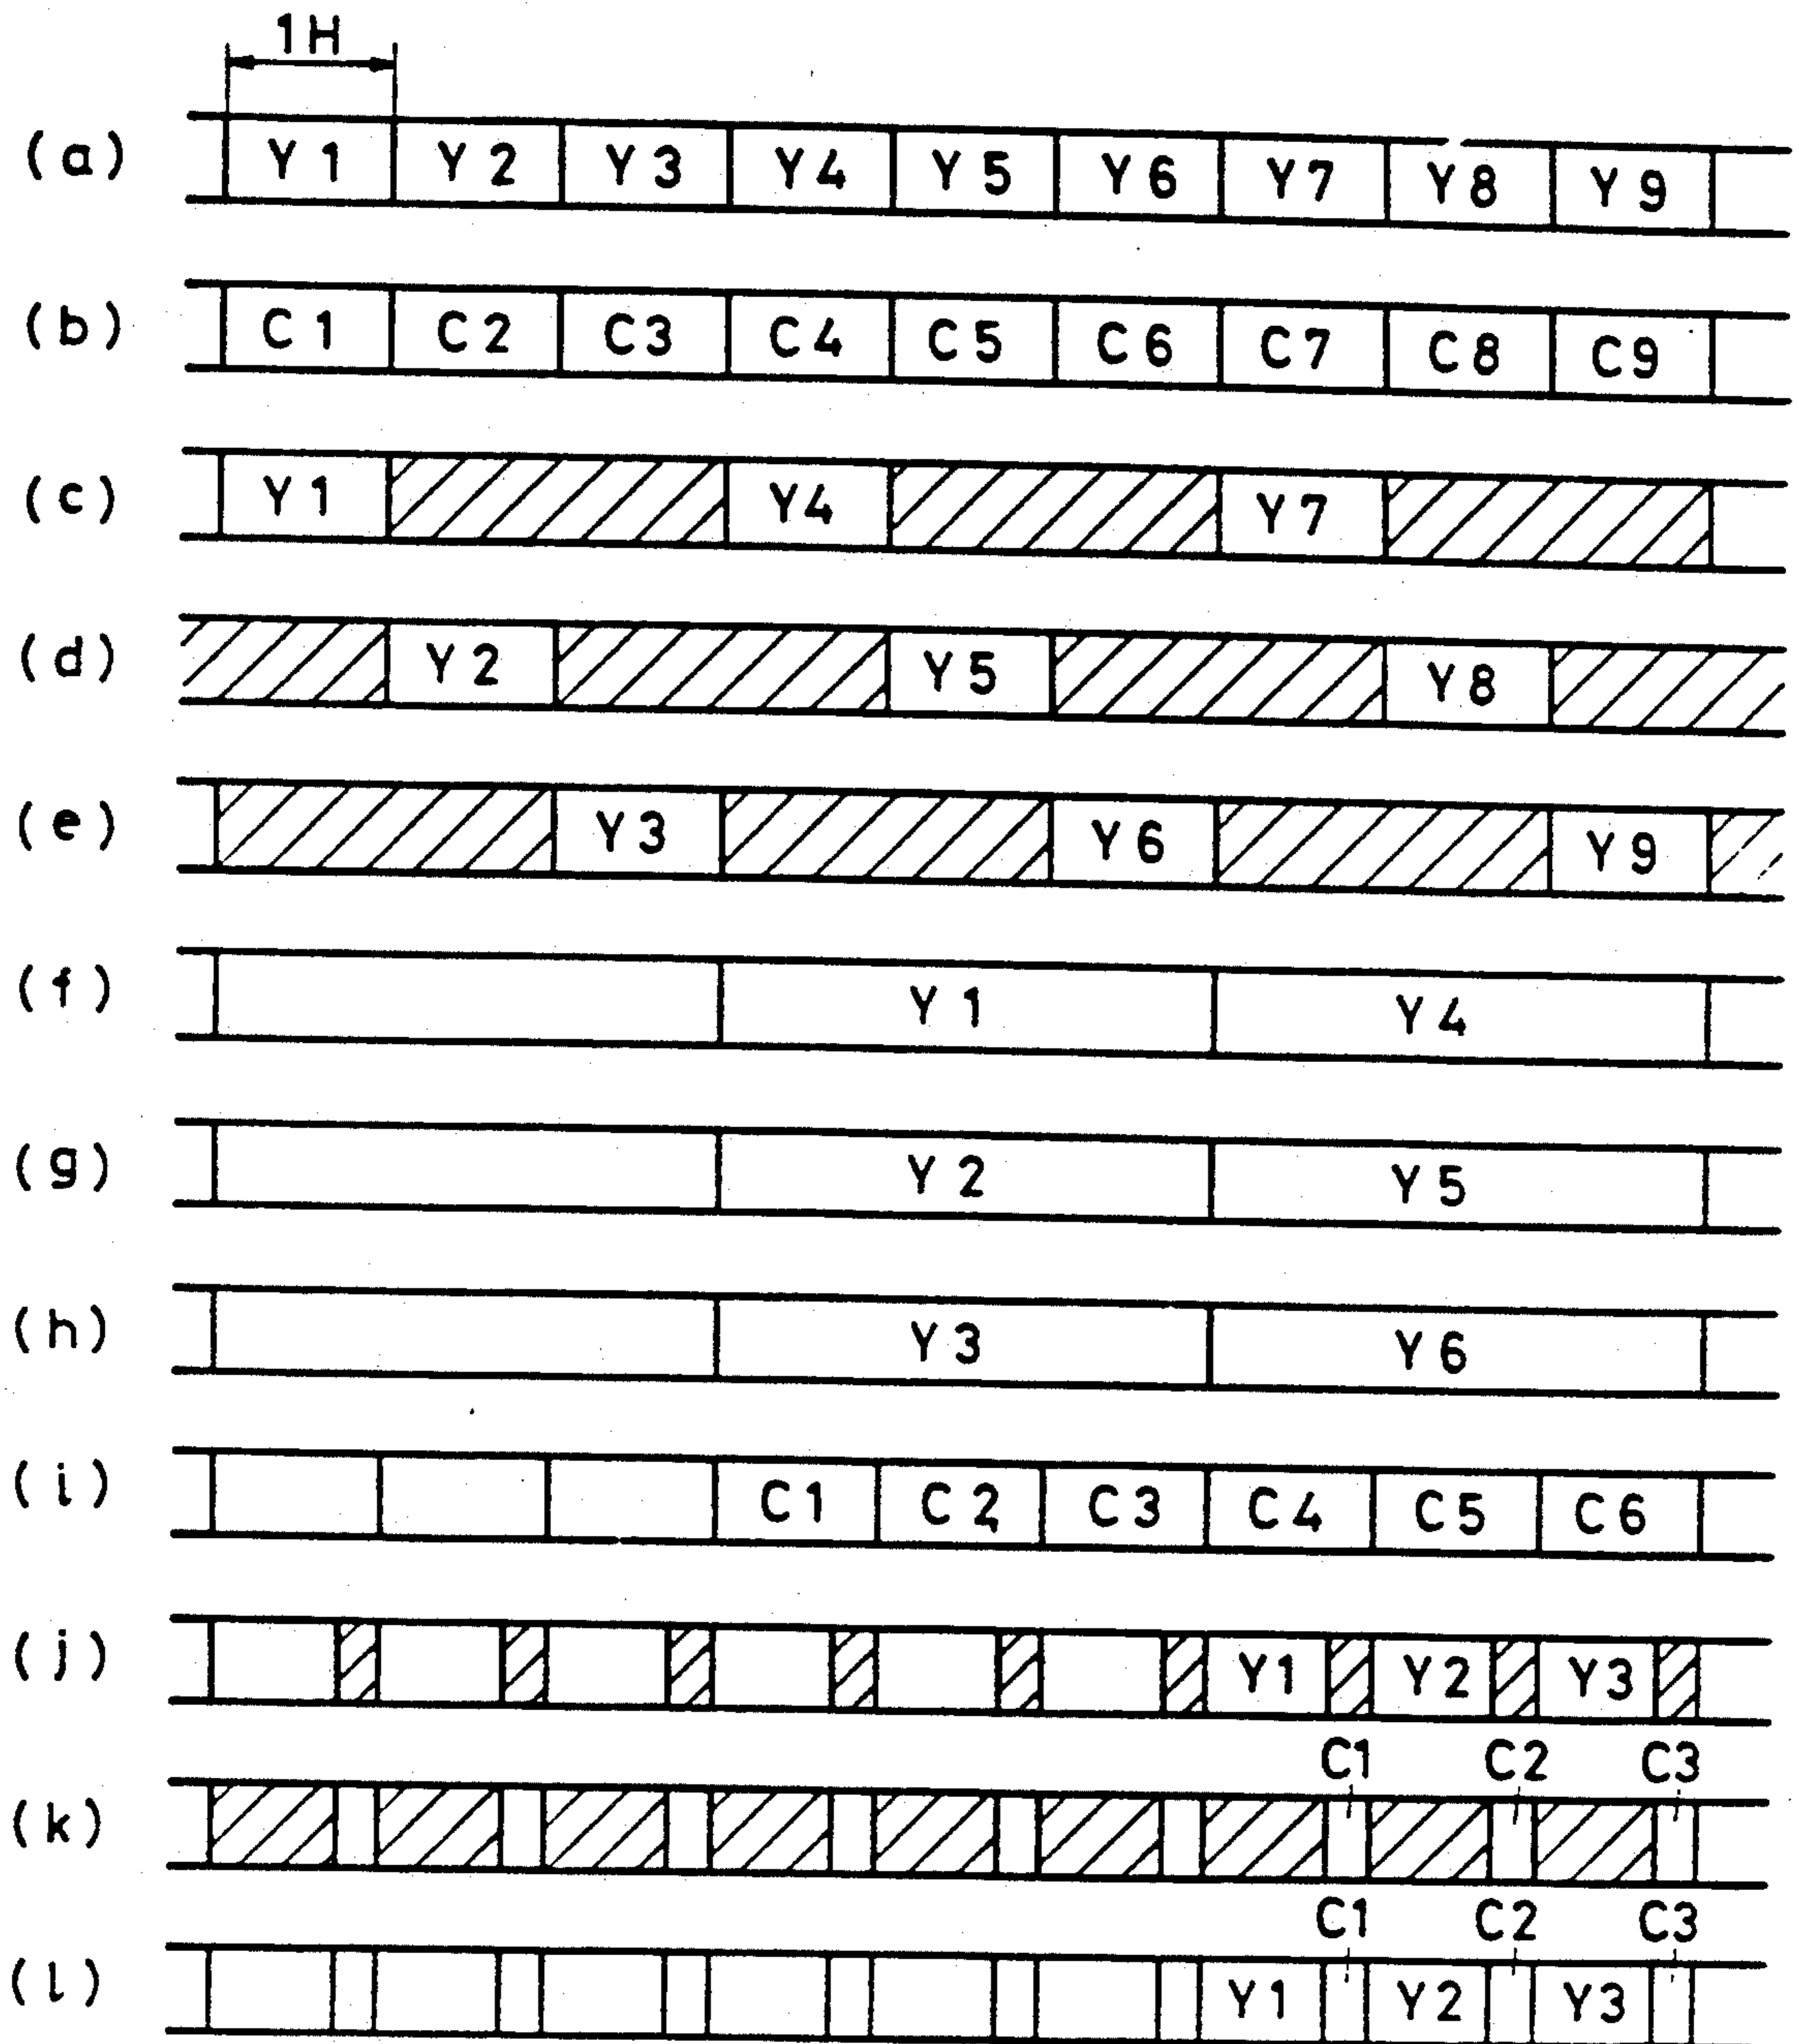 1H
(a) Y1 Y2 Y3 Y4 Y5 Y6 Y7 Y8 Y9
(b) C1 C2 C3 C4 C5 C6 C7 C8 C9
(c) Y1 Y4 Y7
(d) Y2 Y5 Y8
(e) Y3 Y6 Y9
(f) Y1 Y4
(g) Y2 Y5
(h) Y3 Y6
(i) C1 C2 C3 C4 C5 C6
(j) Y1 Y2 Y3
C1 C2 C3
(k)
C1 C2 C3
(l) Y1 Y2 Y3